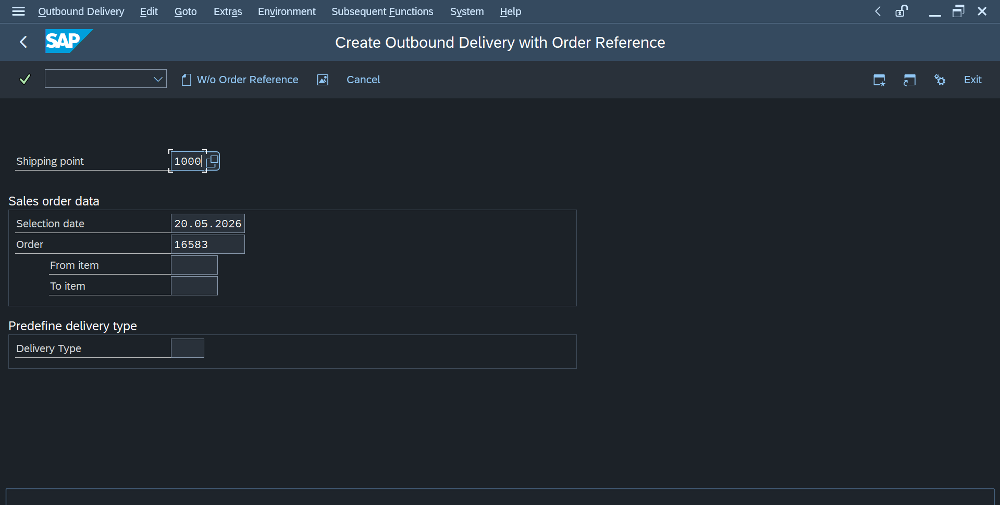 Outbound Delivery Edit Goto Extras Environment Subsequent Functions System Help
SAP Create Outbound Delivery with Order Reference
W/o Order Reference Cancel Exit
Shipping point 1000
Sales order data
Selection date 20.05.2026
Order 16583
From item
To item
Predefine delivery type
Delivery Type